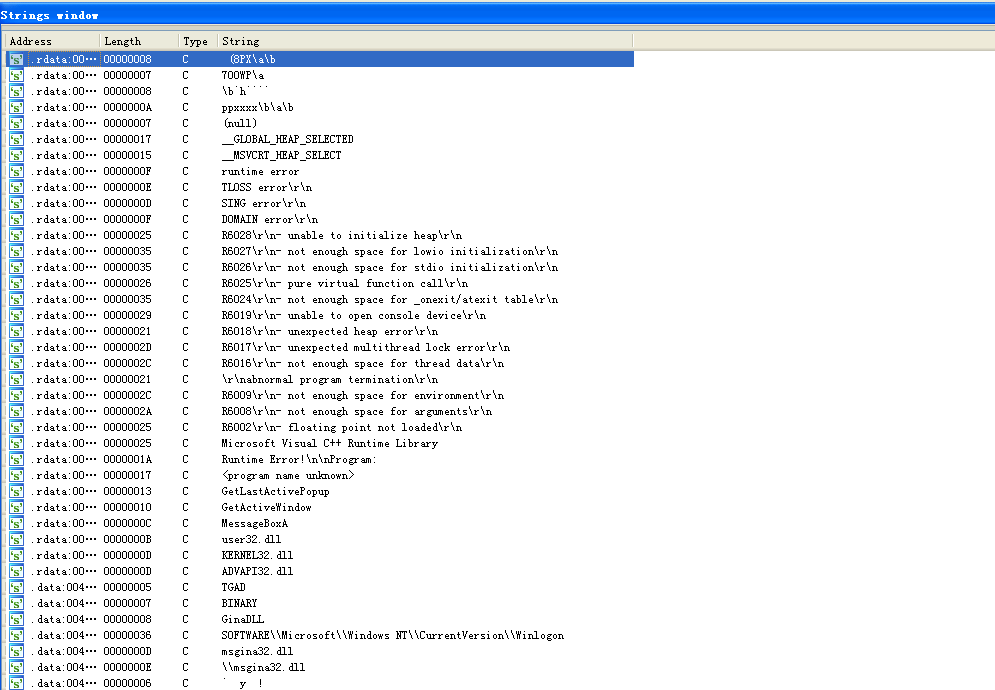 Strings window
Address Length Type String
.rdata:00… 00000008 C (8PX\a\b
.rdata:00… 00000007 C 700WP\a
.rdata:00… 00000008 C \b`h````
.rdata:00… 0000000A C ppxxxx\b\a\b
.rdata:00… 00000007 C (null)
.rdata:00… 00000017 C __GLOBAL_HEAP_SELECTED
.rdata:00… 00000015 C __MSVCRT_HEAP_SELECT
.rdata:00… 0000000F C runtime error
.rdata:00… 0000000E C TLOSS error\r\n
.rdata:00… 0000000D C SING error\r\n
.rdata:00… 0000000F C DOMAIN error\r\n
.rdata:00… 00000025 C R6028\r\n- unable to initialize heap\r\n
.rdata:00… 00000035 C R6027\r\n- not enough space for lowio initialization\r\n
.rdata:00… 00000035 C R6026\r\n- not enough space for stdio initialization\r\n
.rdata:00… 00000026 C R6025\r\n- pure virtual function call\r\n
.rdata:00… 00000035 C R6024\r\n- not enough space for _onexit/atexit table\r\n
.rdata:00… 00000029 C R6019\r\n- unable to open console device\r\n
.rdata:00… 00000021 C R6018\r\n- unexpected heap error\r\n
.rdata:00… 0000002D C R6017\r\n- unexpected multithread lock error\r\n
.rdata:00… 0000002C C R6016\r\n- not enough space for thread data\r\n
.rdata:00… 00000021 C \r\nabnormal program termination\r\n
.rdata:00… 0000002C C R6009\r\n- not enough space for environment\r\n
.rdata:00… 0000002A C R6008\r\n- not enough space for arguments\r\n
.rdata:00… 00000025 C R6002\r\n- floating point not loaded\r\n
.rdata:00… 00000025 C Microsoft Visual C++ Runtime Library
.rdata:00… 0000001A C Runtime Error!\n\nProgram:
.rdata:00… 00000017 C <program name unknown>
.rdata:00… 00000013 C GetLastActivePopup
.rdata:00… 00000010 C GetActiveWindow
.rdata:00… 0000000C C MessageBoxA
.rdata:00… 0000000B C user32.dll
.rdata:00… 0000000D C KERNEL32.dll
.rdata:00… 0000000D C ADVAPI32.dll
.data:004… 00000005 C TGAD
.data:004… 00000007 C BINARY
.data:004… 00000008 C GinaDLL
.data:004… 00000036 C SOFTWARE\\Microsoft\\Windows NT\\CurrentVersion\\Winlogon
.data:004… 0000000D C msgina32.dll
.data:004… 0000000E C \\msgina32.dll
.data:004… 00000006 C ` y !